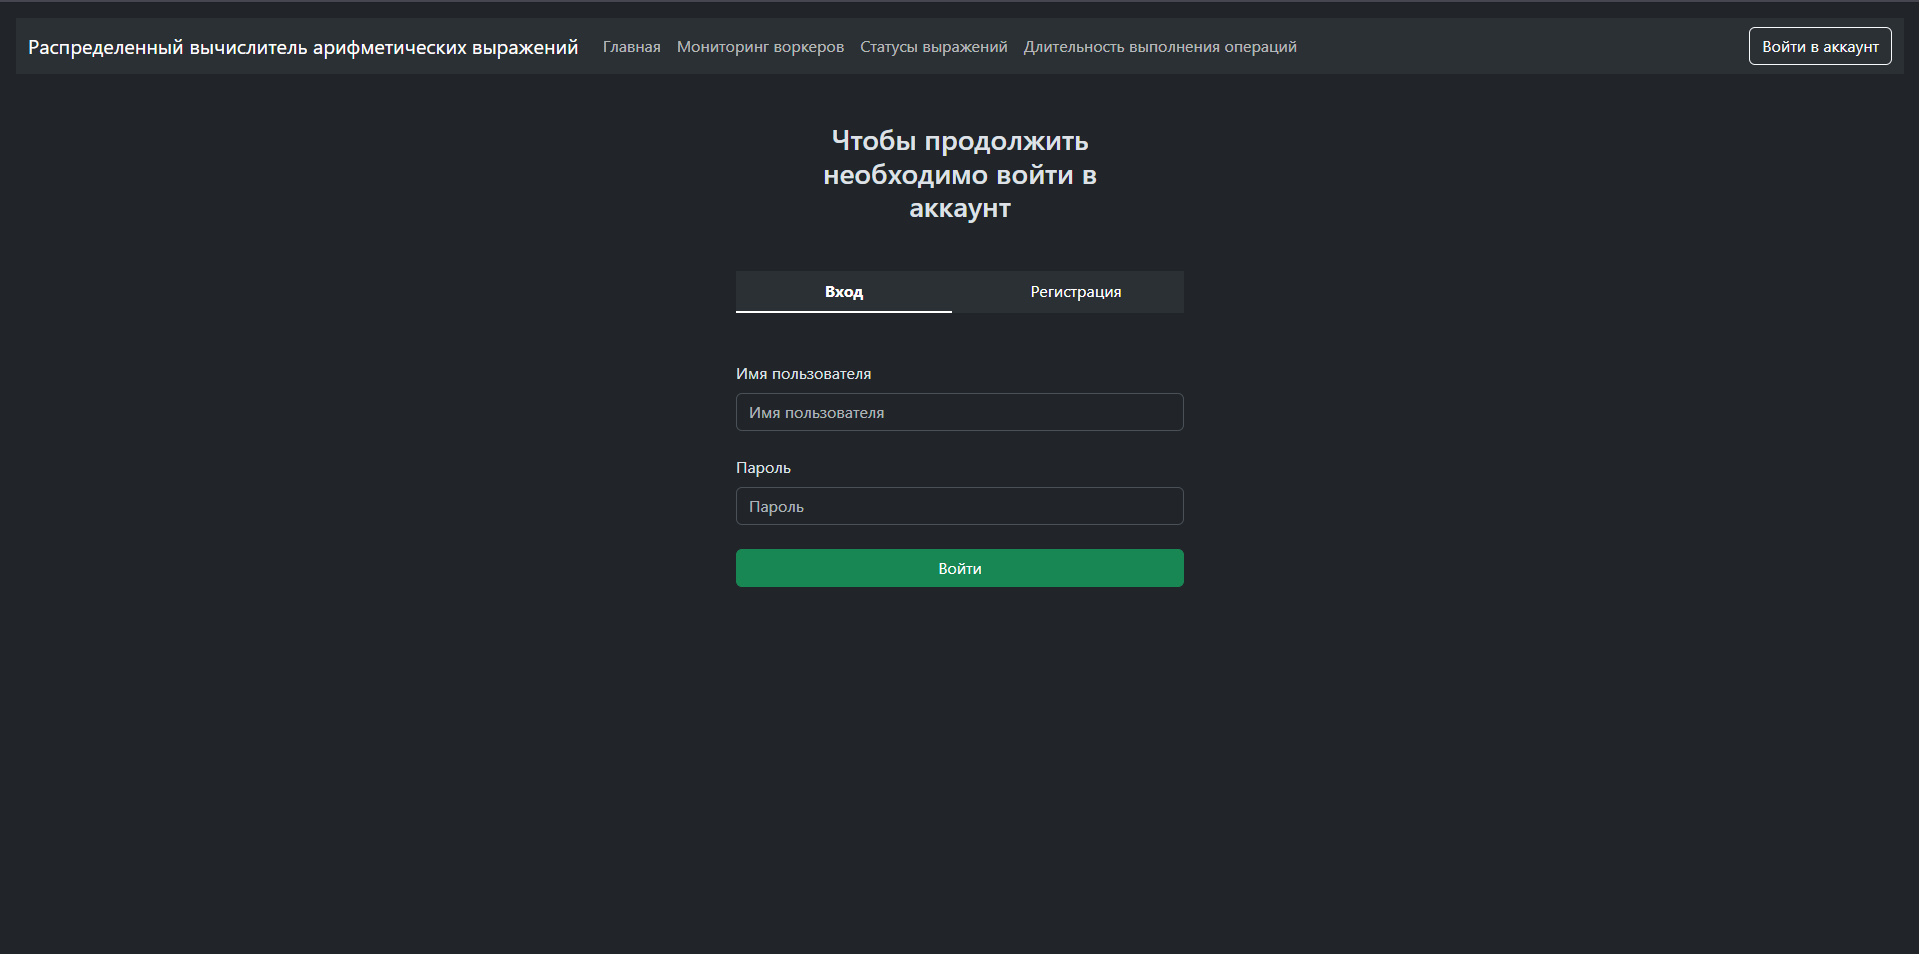 Распределенный вычислитель арифметических выражений Главная Мониторинг воркеров Статусы выражений Длительность выполнения операций Войти в аккаунт
Чтобы продолжить
необходимо войти в
аккаунт
Вход Регистрация
Имя пользователя
Имя пользователя
Пароль
Пароль
Войти